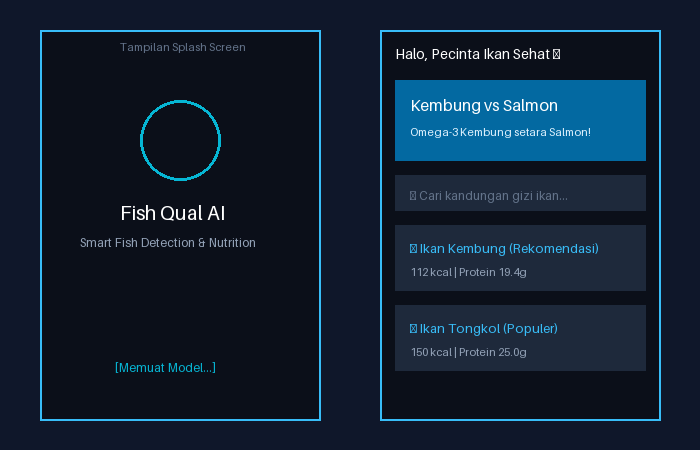 Tampilan Splash Screen
Fish Qual AI
Smart Fish Detection & Nutrition
[Memuat Model...]
Halo, Pecinta Ikan Sehat
Kembung vs Salmon
Omega-3 Kembung setara Salmon!
Cari kandungan gizi ikan...
Ikan Kembung (Rekomendasi)
112 kcal | Protein 19.4g
Ikan Tongkol (Populer)
150 kcal | Protein 25.0g